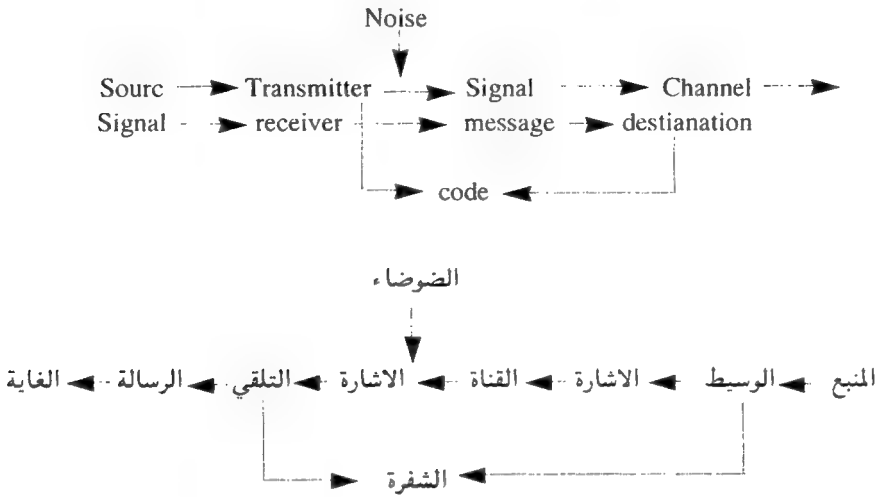 Noise
Sourc Transmitter Signal Channel
Signal receiver message destianation
code
الضوضاء
المنبع الوسيط الاشارة القناة الاشارة التلقي الرسالة الغاية
الشفرة